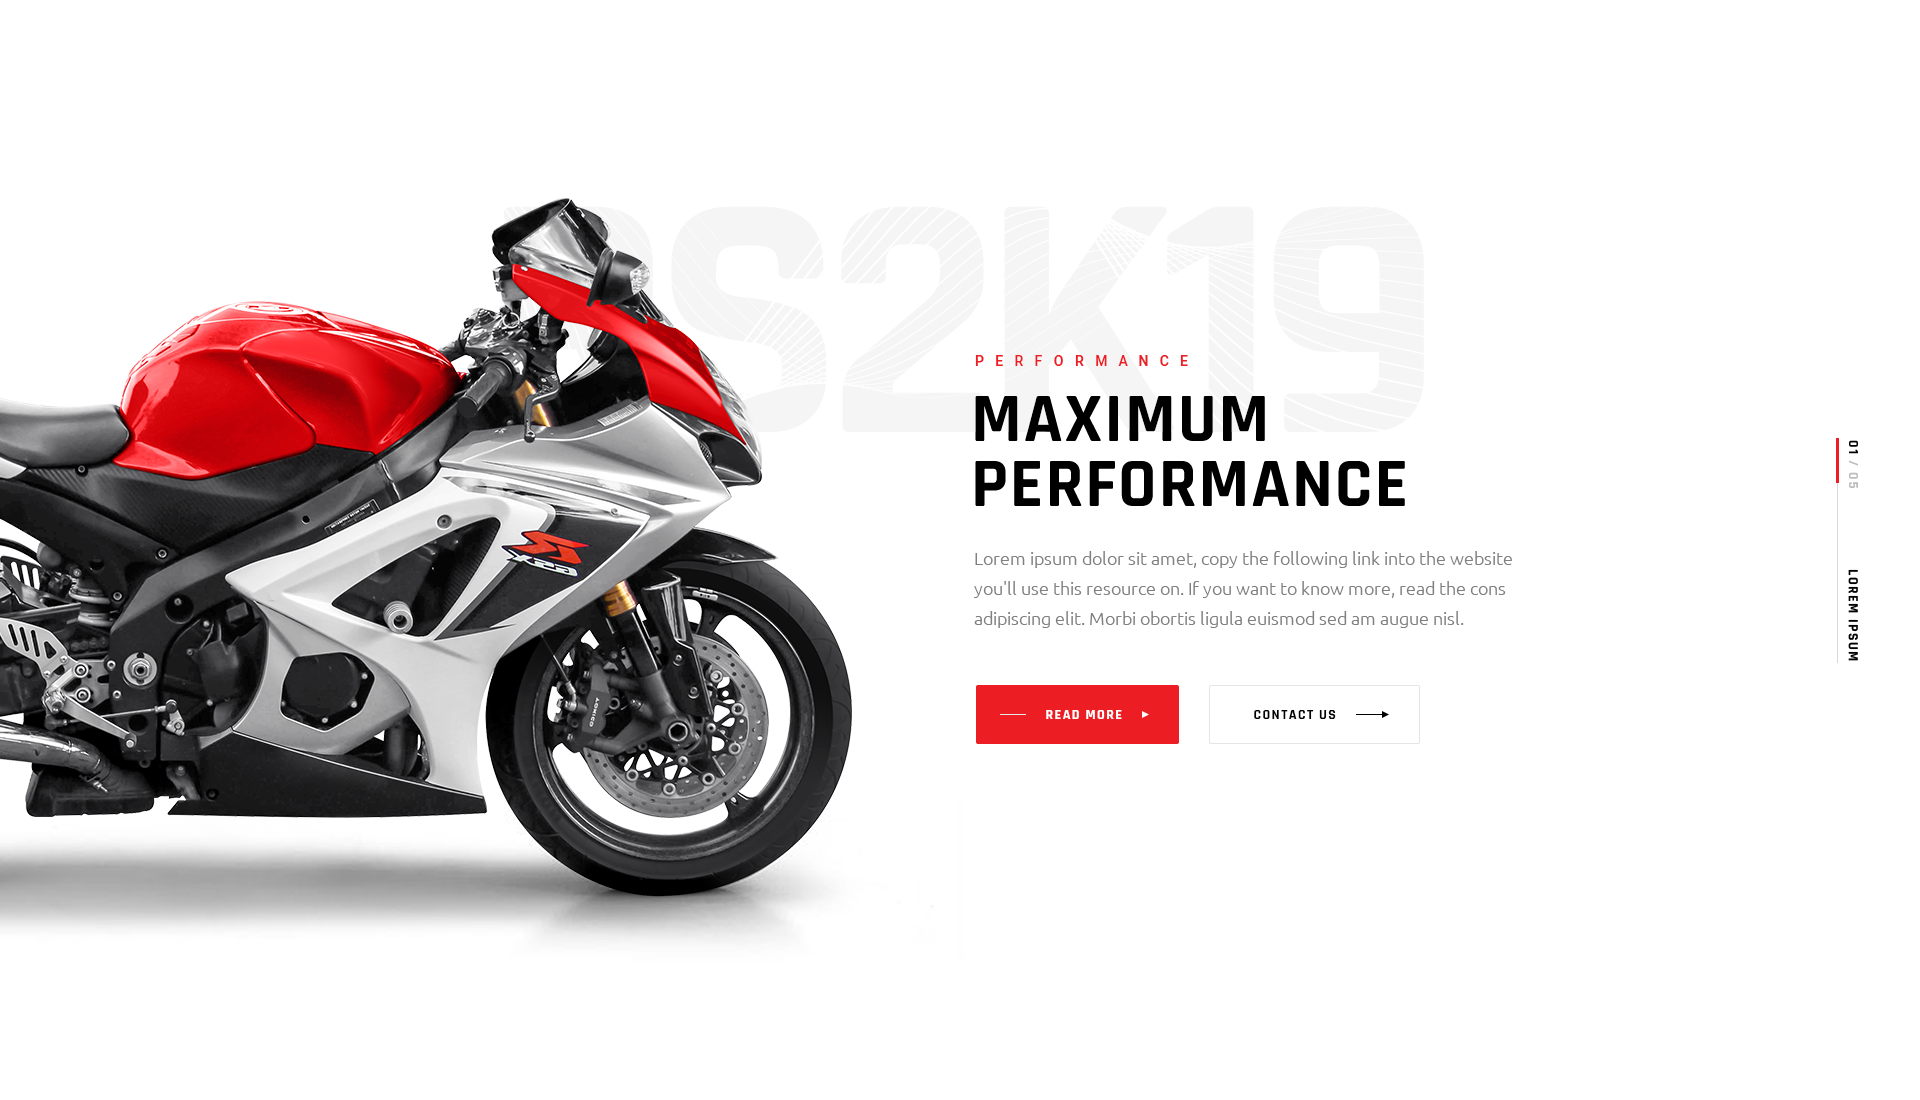 S2K19
PERFORMANCE
MAXIMUM
PERFORMANCE
Lorem ipsum dolor sit amet, copy the following link into the website
you'll use this resource on. If you want to know more, read the cons
adipiscing elit. Morbi obortis ligula euismod sed am augue nisl.
READ MORE
CONTACT US
01 / 05
LOREM IPSUM